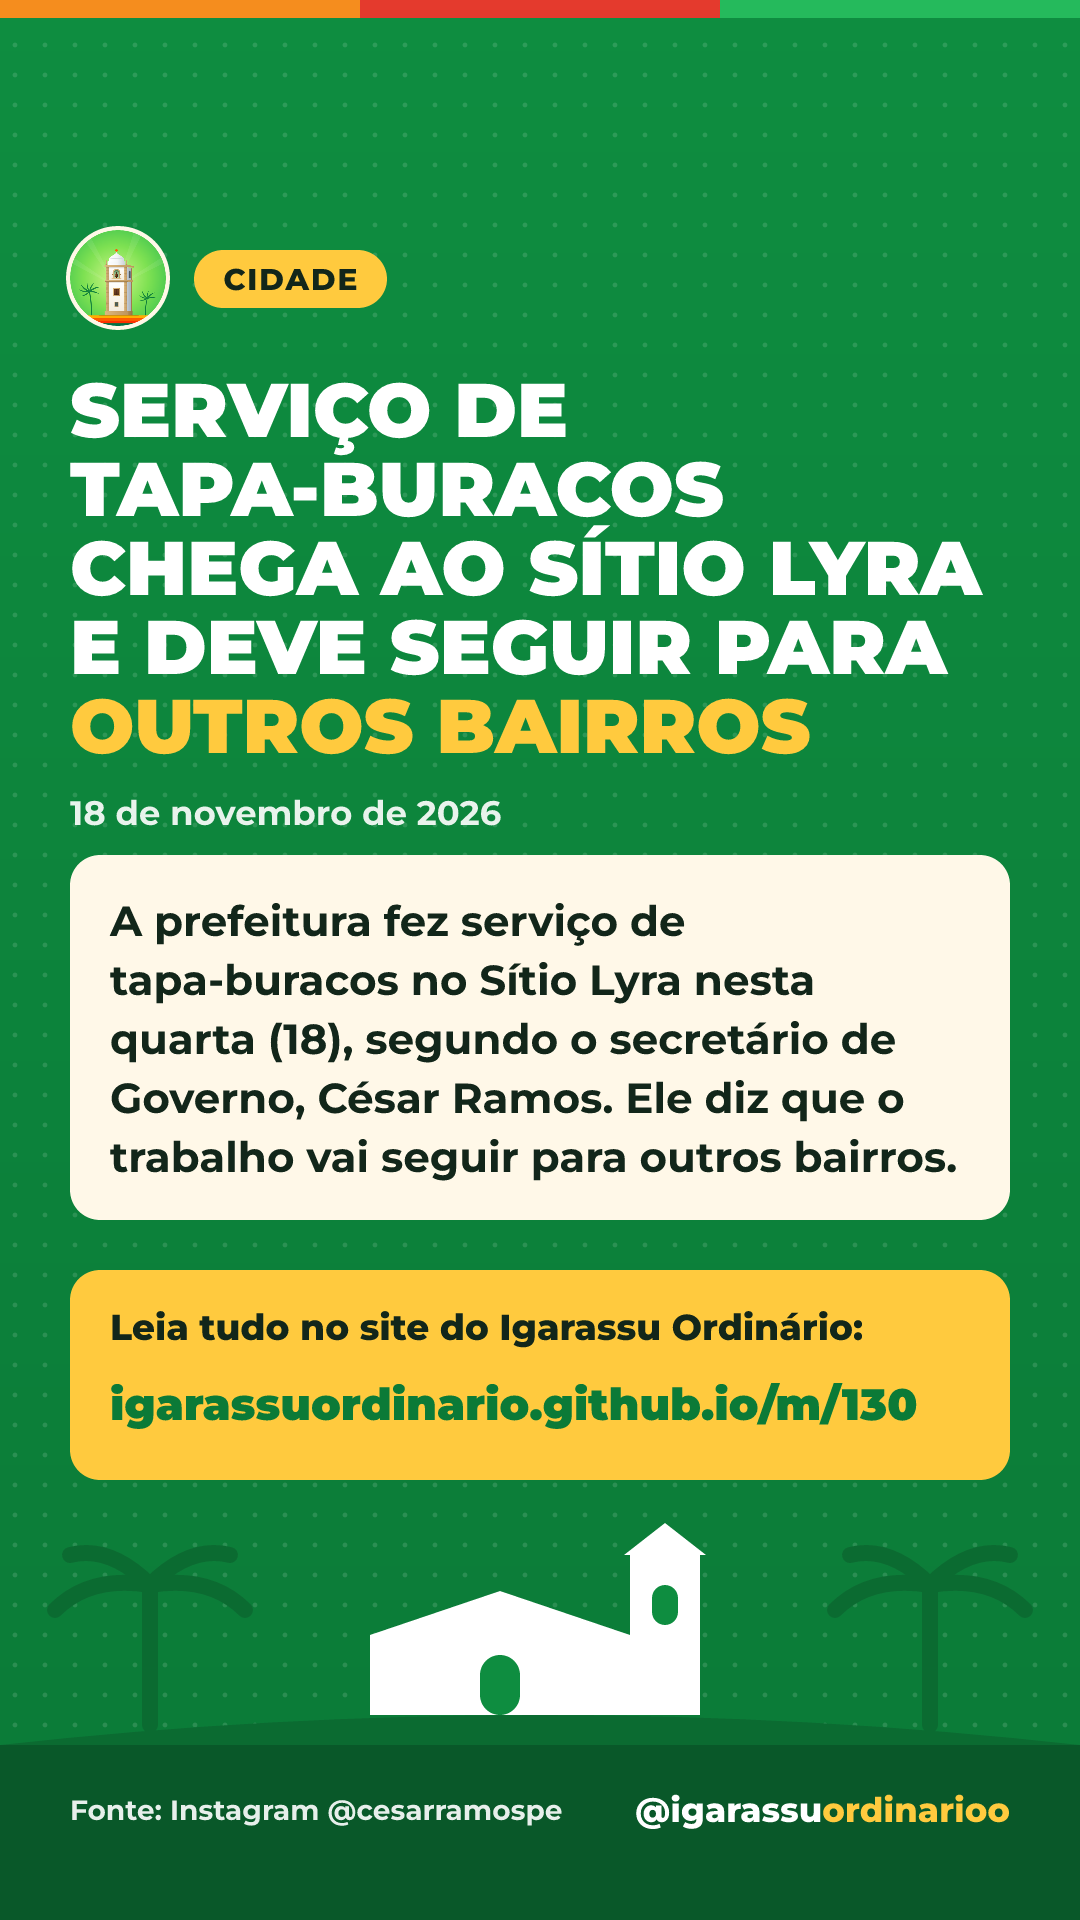 CIDADE
SERVIÇO DE
TAPA-BURACOS
CHEGA AO SÍTIO LYRA
E DEVE SEGUIR PARA
OUTROS BAIRROS
18 de novembro de 2026
A prefeitura fez serviço de
tapa-buracos no Sítio Lyra nesta
quarta (18), segundo o secretário de
Governo, César Ramos. Ele diz que o
trabalho vai seguir para outros bairros.
Leia tudo no site do Igarassu Ordinário:
igarassuordinario.github.io/m/130
Fonte: Instagram @cesarramospe
@igarassuordinarioo